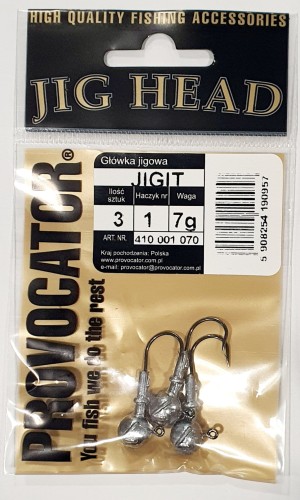 HIGH QUALITY FISHING ACCESSORIES
JIG HEAD
PROVOCATOR®
You fish we do the rest
Główka jigowa
JIGIT
Ilość sztuk Haczyk nr Waga
3 1 7g
ART. NR. 410 001 070
Kraj pochodzenia: Polska
www.provocator.com.pl
e-mail: provocator@provocator.com.pl
5 908254 190957